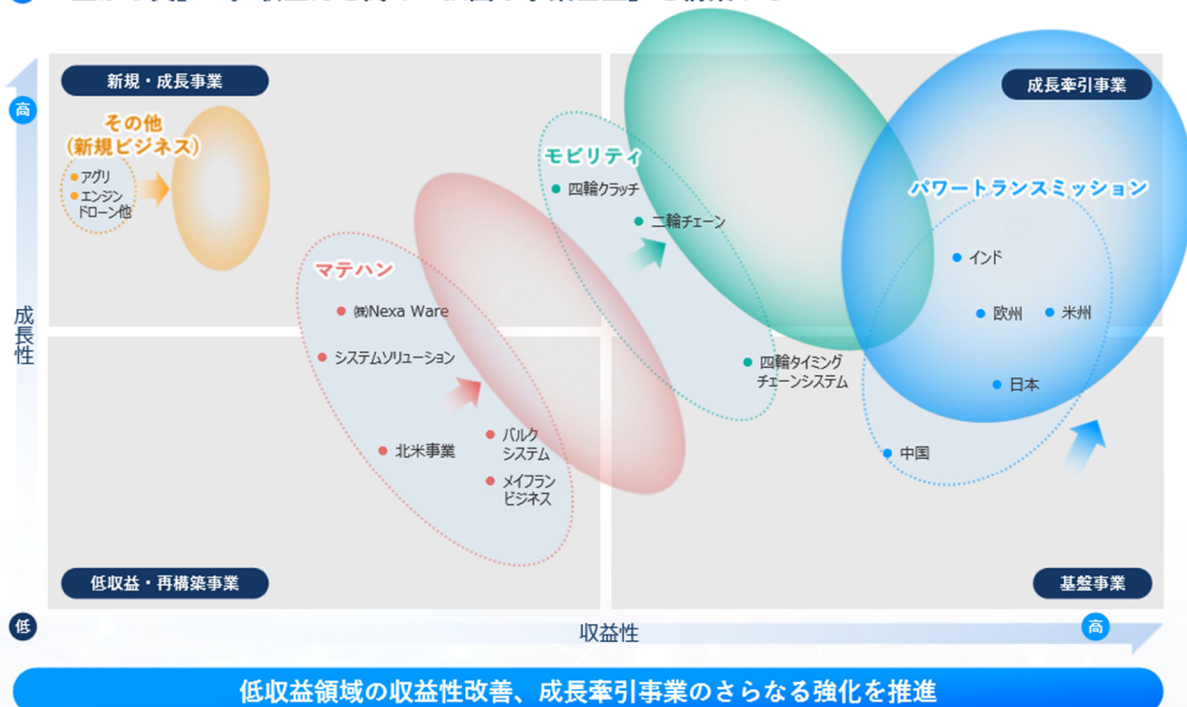 新規・成長事業
成長牽引事業
高
その他
(新規ビジネス)
アグリ
エンジン
ドローン他
モビリティ
四輪クラッチ
二輪チェーン
四輪タイミング
チェーンシステム
パワートランスミッション
インド
欧州
米州
日本
中国
マテハン
㈱Nexa Ware
システムソリューション
北米事業
バルク
システム
メイフラン
ビジネス
成長性
低収益・再構築事業
基盤事業
低
収益性
高
低収益領域の収益性改善、成長牽引事業のさらなる強化を推進